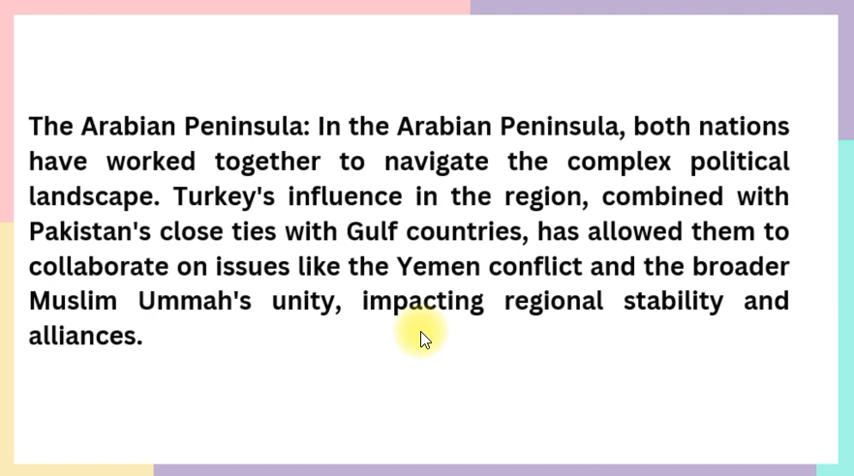 The Arabian Peninsula: In the Arabian Peninsula, both nations
have worked together to navigate the complex political
landscape. Turkey's influence in the region, combined with
Pakistan's close ties with Gulf countries, has allowed them to
collaborate on issues like the Yemen conflict and the broader
Muslim Ummah's unity, impacting regional stability and
alliances.